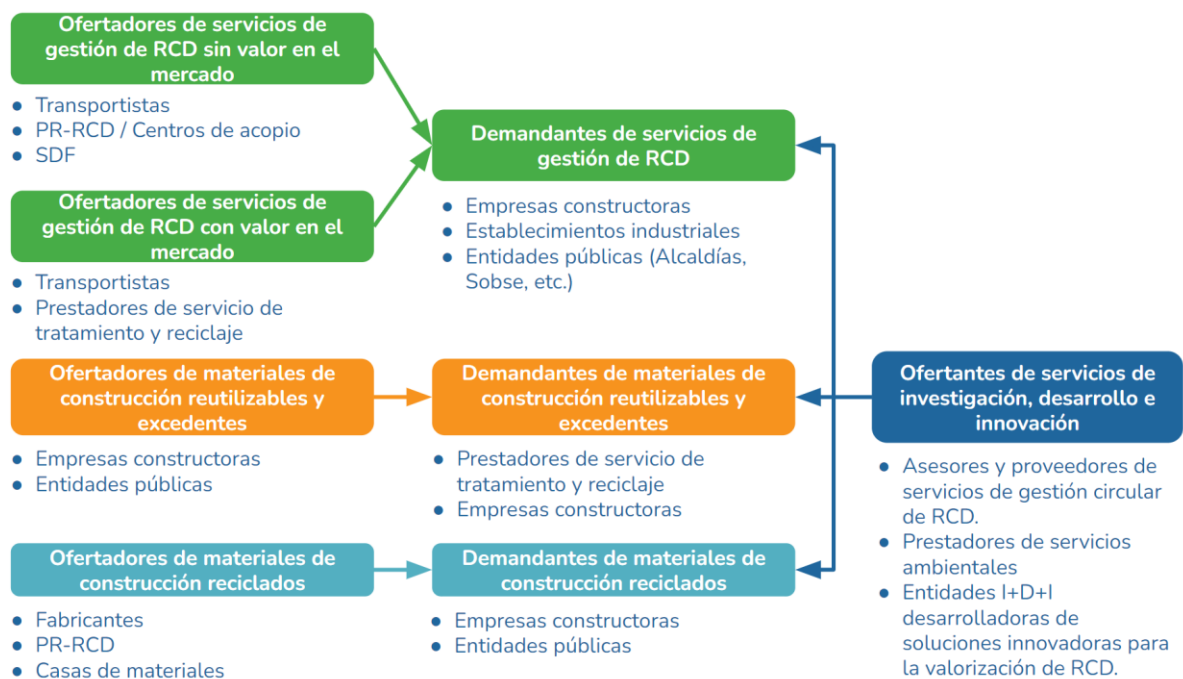 Ofertadores de servicios de
gestión de RCD sin valor en el
mercado
● Transportistas
● PR-RCD / Centros de acopio
● SDF
Ofertadores de servicios de
gestión de RCD con valor en el
mercado
● Transportistas
● Prestadores de servicio de
tratamiento y reciclaje
Demandantes de servicios de
gestión de RCD
● Empresas constructoras
● Establecimientos industriales
● Entidades públicas (Alcaldías,
Sobse, etc.)
Ofertadores de materiales de
construcción reutilizables y
excedentes
● Empresas constructoras
● Entidades públicas
Demandantes de materiales de
construcción reutilizables y
excedentes
● Prestadores de servicio de
tratamiento y reciclaje
● Empresas constructoras
Ofertadores de materiales de
construcción reciclados
● Fabricantes
● PR-RCD
● Casas de materiales
Demandantes de materiales de
construcción reciclados
● Empresas constructoras
● Entidades públicas
Ofertantes de servicios de
investigación, desarrollo e
innovación
● Asesores y proveedores de
servicios de gestión circular
de RCD.
● Prestadores de servicios
ambientales
● Entidades I+D+I
desarrolladoras de
soluciones innovadoras para
la valorización de RCD.